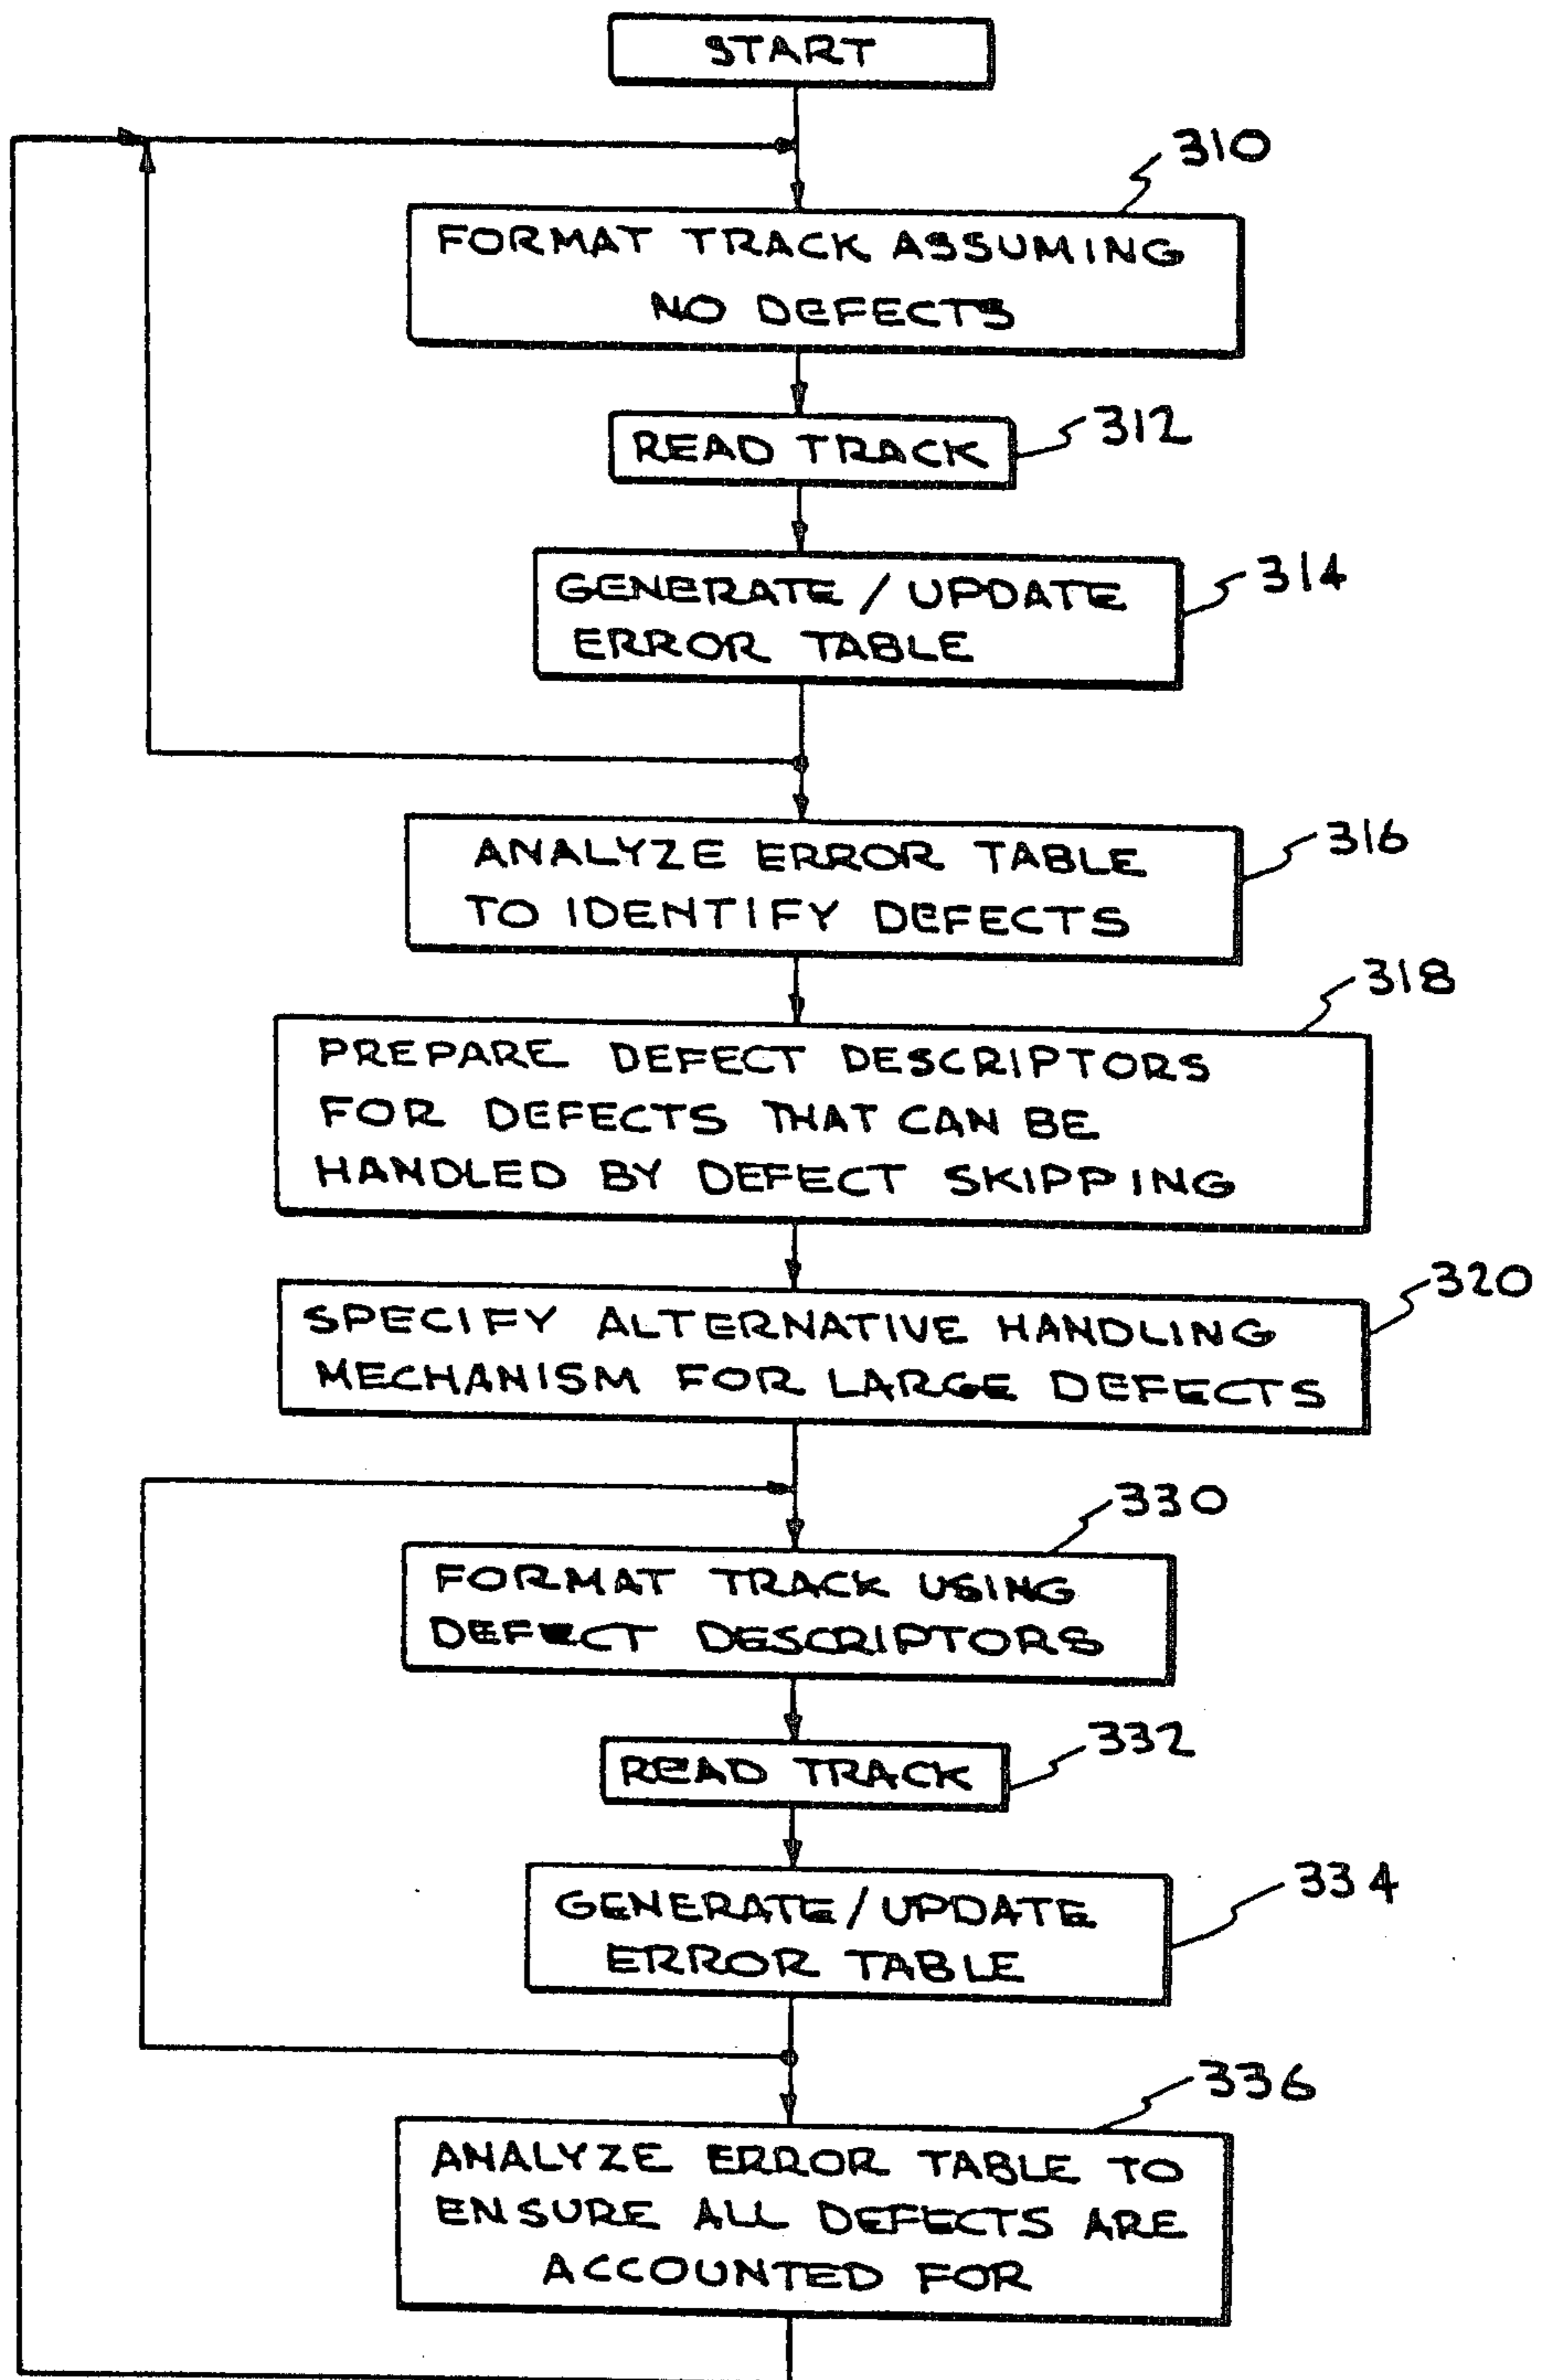 START
310
FORMAT TRACK ASSUMING
NO DEFECTS
312
READ TRACK
314
GENERATE / UPDATE
ERROR TABLE
316
ANALYZE ERROR TABLE
TO IDENTIFY DEFECTS
318
PREPARE DEFECT DESCRIPTORS
FOR DEFECTS THAT CAN BE
HANDLED BY DEFECT SKIPPING
320
SPECIFY ALTERNATIVE HANDLING
MECHANISM FOR LARGE DEFECTS
330
FORMAT TRACK USING
DEFECT DESCRIPTORS
332
READ TRACK
334
GENERATE / UPDATE
ERROR TABLE
336
ANALYZE ERROR TABLE TO
ENSURE ALL DEFECTS ARE
ACCOUNTED FOR